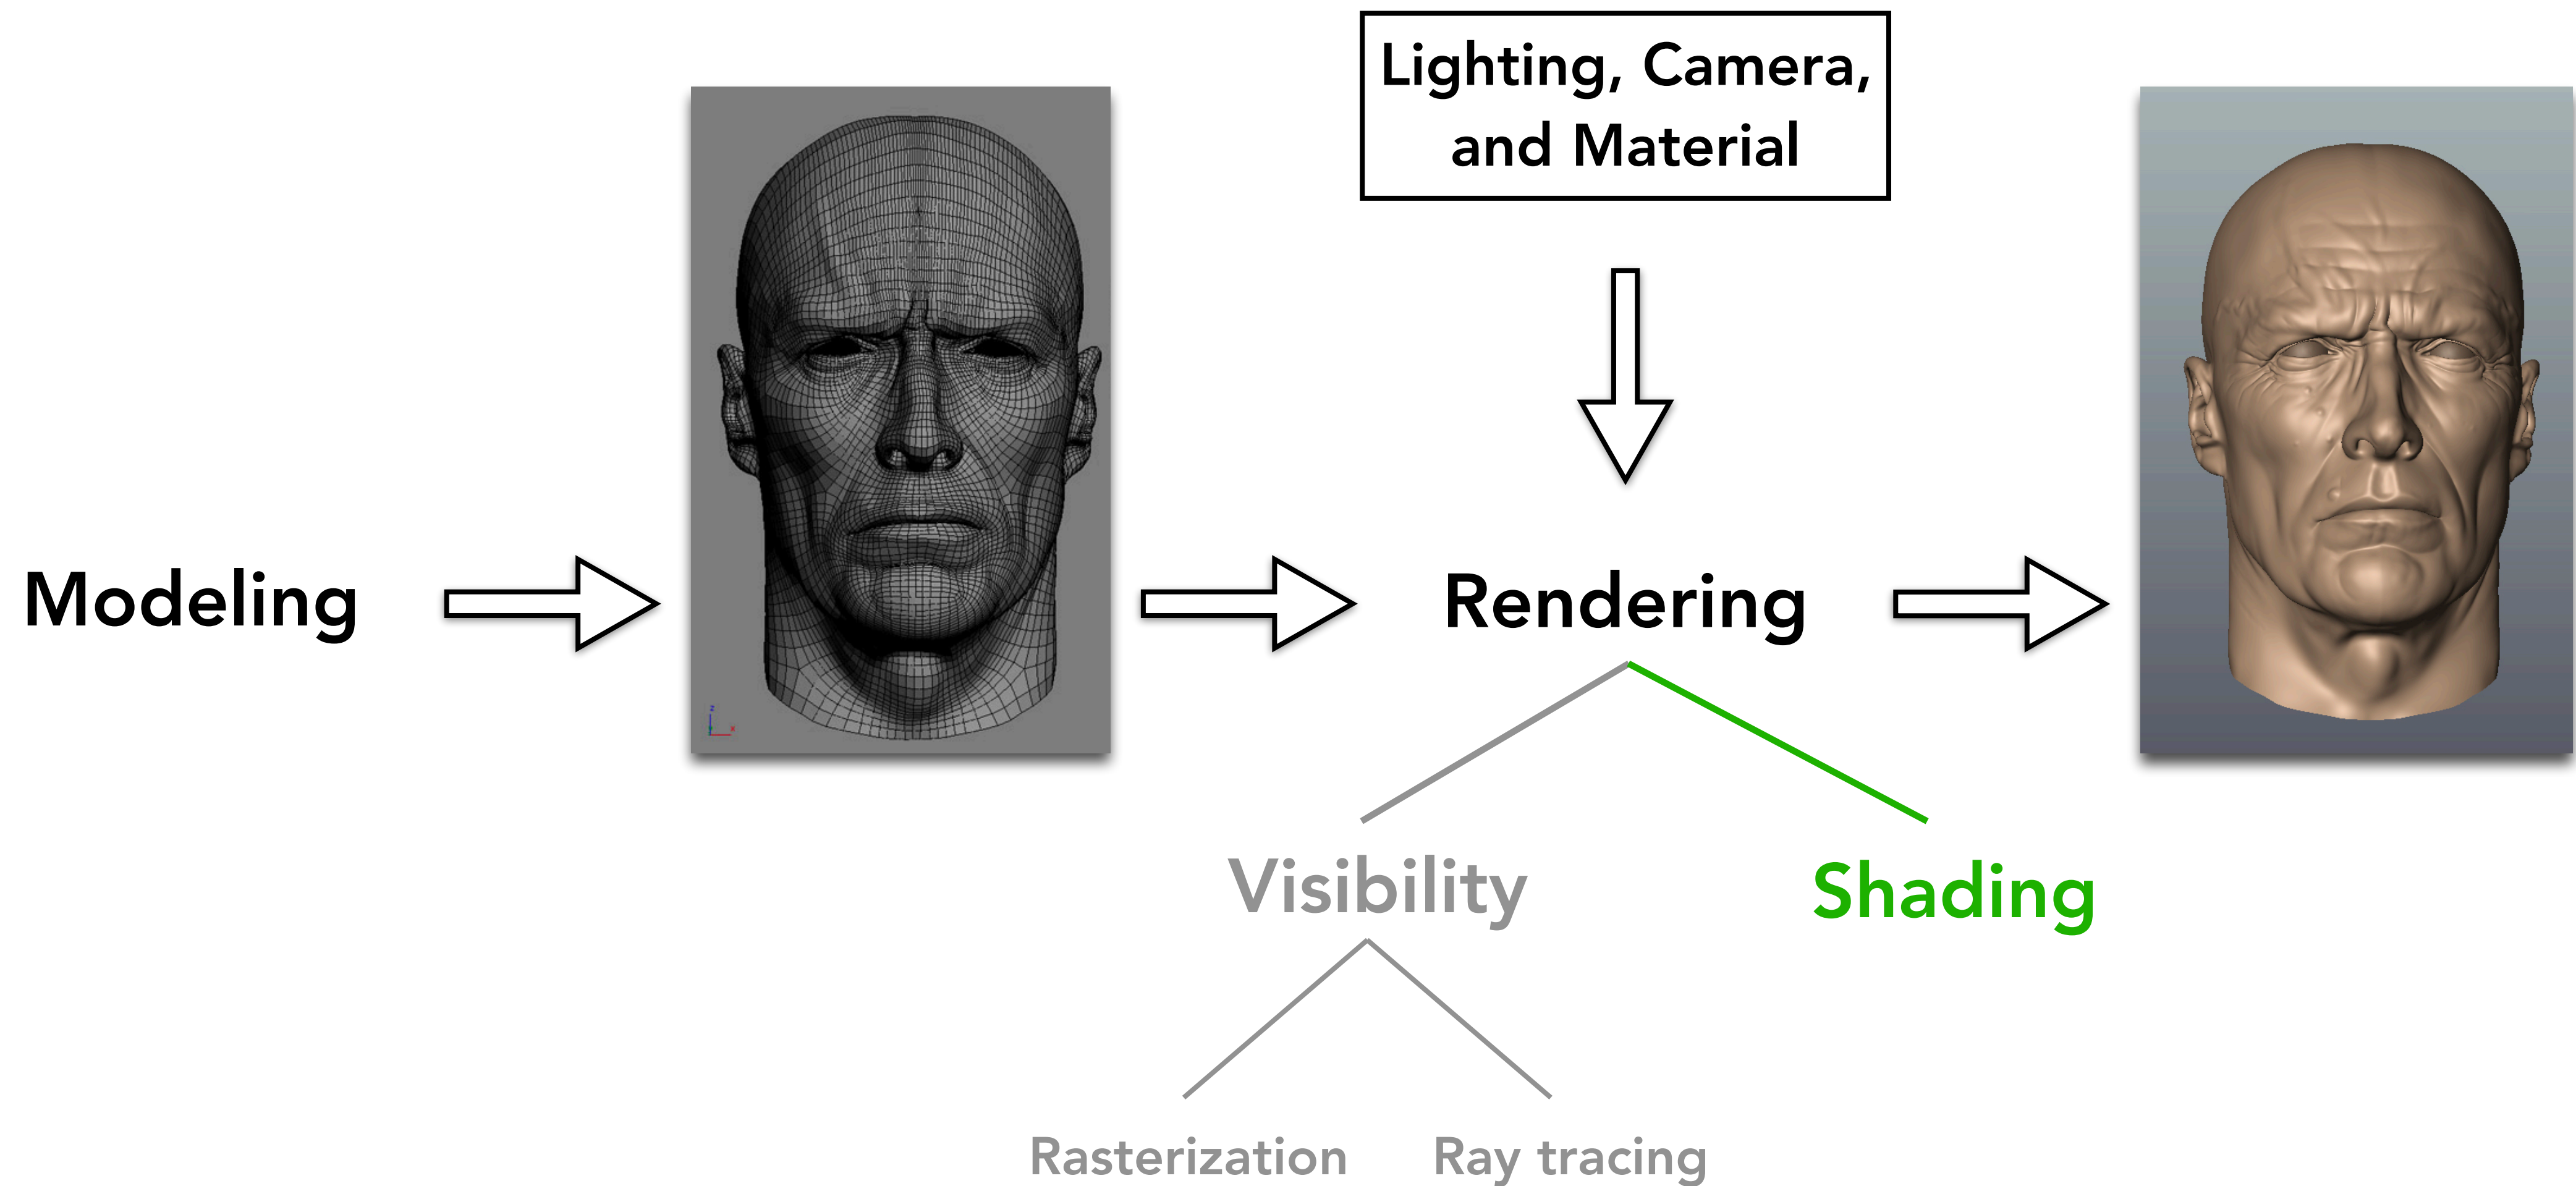 Lighting, Camera,
and Material
Modeling
Rendering
z
x
Visibility
Shading
Rasterization
Ray tracing